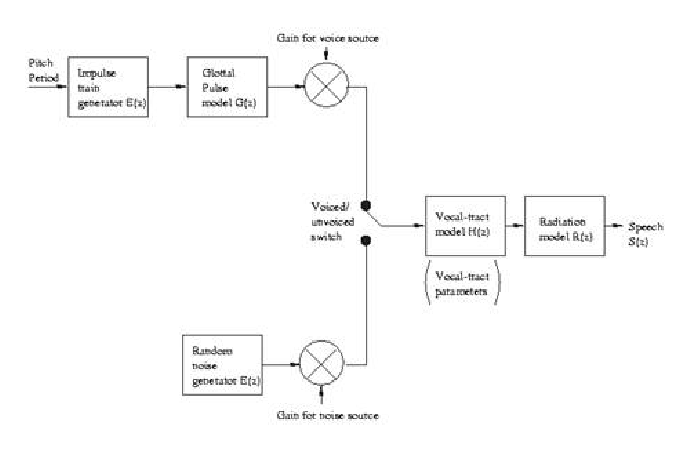 Gain for voice source
Pitch
Period
Impulse
train
generator E(z)
Glottal
Pulse
model G(z)
Voiced/
unvoiced
switch
Vocal-tract
model H(z)
Radiation
model R(z)
Speech
S(z)
Vocal-tract
parameters
Random
noise
generator E(z)
Gain for noise source